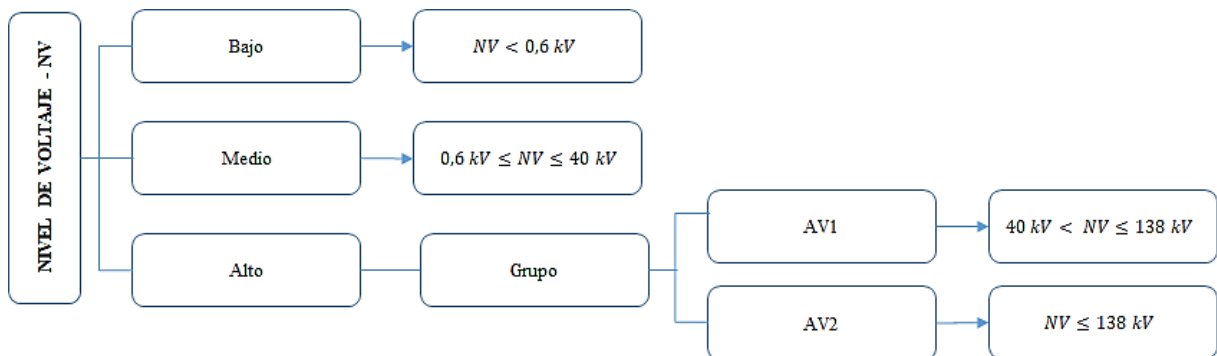 NIVEL DE VOLTAJE - NV
Bajo
NV < 0,6 kV
Medio
0,6 kV ≤ NV ≤ 40 kV
Alto
Grupo
AV1
40 kV < NV ≤ 138 kV
AV2
NV ≤ 138 kV